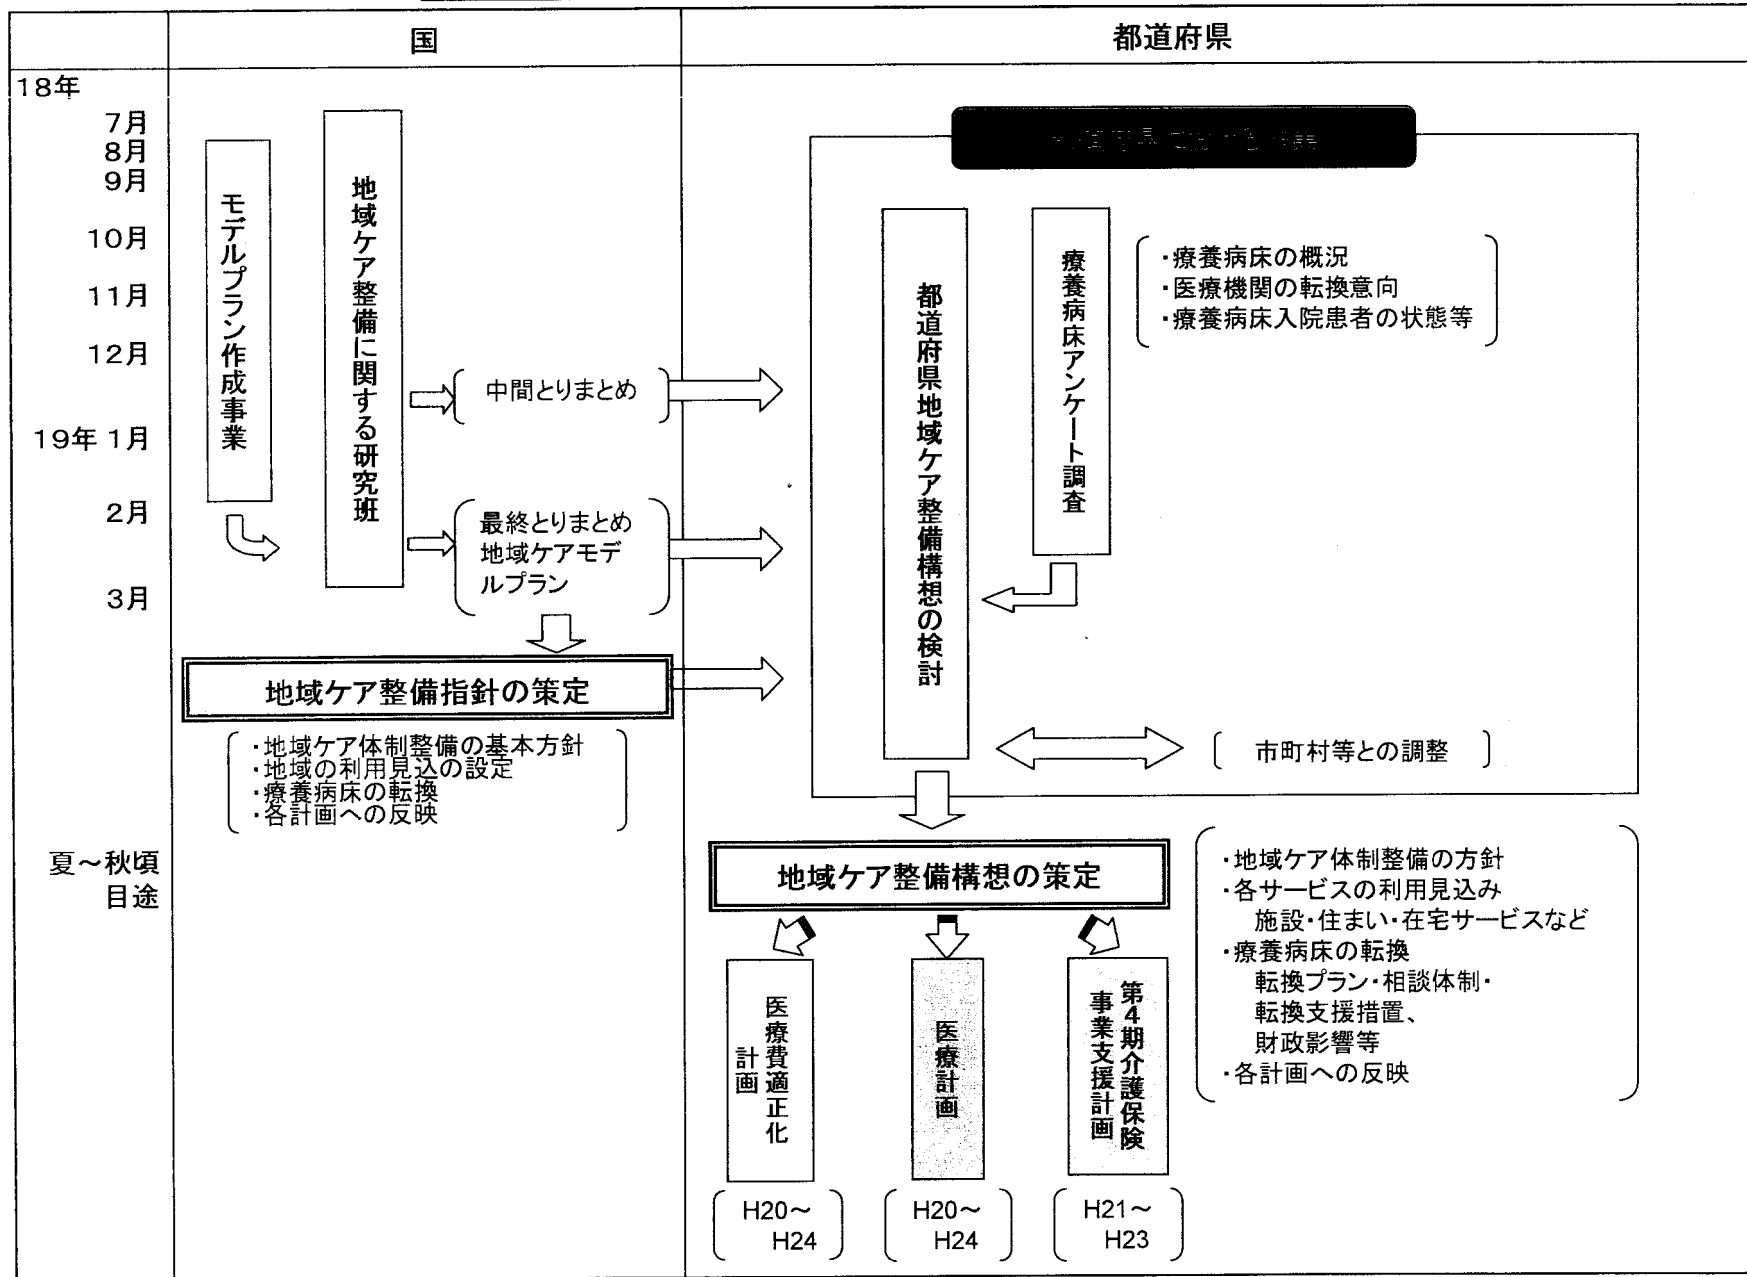 国
都道府県
18年
7月
8月
9月
10月
11月
12月
19年 1月
2月
3月
夏～秋頃
目途
モデルプラン作成事業
地域ケア整備に関する研究班
中間とりまとめ
最終とりまとめ
地域ケアモデ
ルプラン
地域ケア整備指針の策定
・地域ケア体制整備の基本方針
・地域の利用見込の設定
・療養病床の転換
・各計画への反映
都道府県地域ケア整備構想の検討
療養病床アンケート調査
・療養病床の概況
・医療機関の転換意向
・療養病床入院患者の状態等
市町村等との調整
地域ケア整備構想の策定
・地域ケア体制整備の方針
・各サービスの利用見込み
施設・住まい・在宅サービスなど
・療養病床の転換
転換プラン・相談体制・
転換支援措置、
財政影響等
・各計画への反映
医療費適正化
計画
医療計画
第4期介護保険
事業支援計画
H20～
H24
H20～
H24
H21～
H23